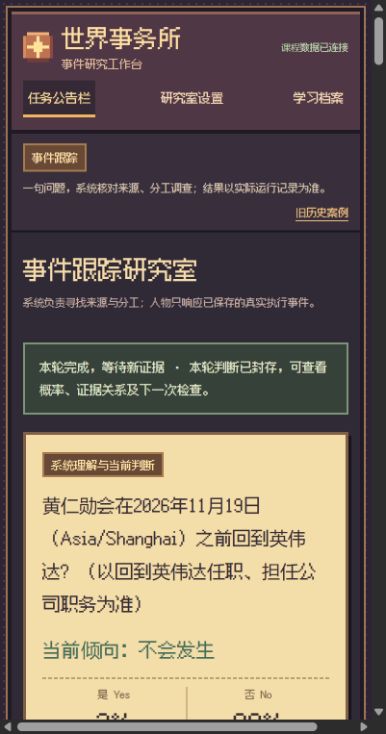 世界事务所
事件研究工作台
课程数据已连接
任务公告栏
研究室设置
学习档案
事件跟踪
一句问题，系统核对来源、分工调查；结果以实际运行记录为准。
旧历史案例
事件跟踪研究室
系统负责寻找来源与分工；人物只响应已保存的真实执行事件。
本轮完成，等待新证据 · 本轮判断已封存，可查看
概率、证据关系及下一次检查。
系统理解与当前判断
黄仁勋会在2026年11月19日
（Asia/Shanghai）之前回到英伟
达？（以回到英伟达任职、担任公
司职务为准）
当前倾向：不会发生
是 Yes
否 No